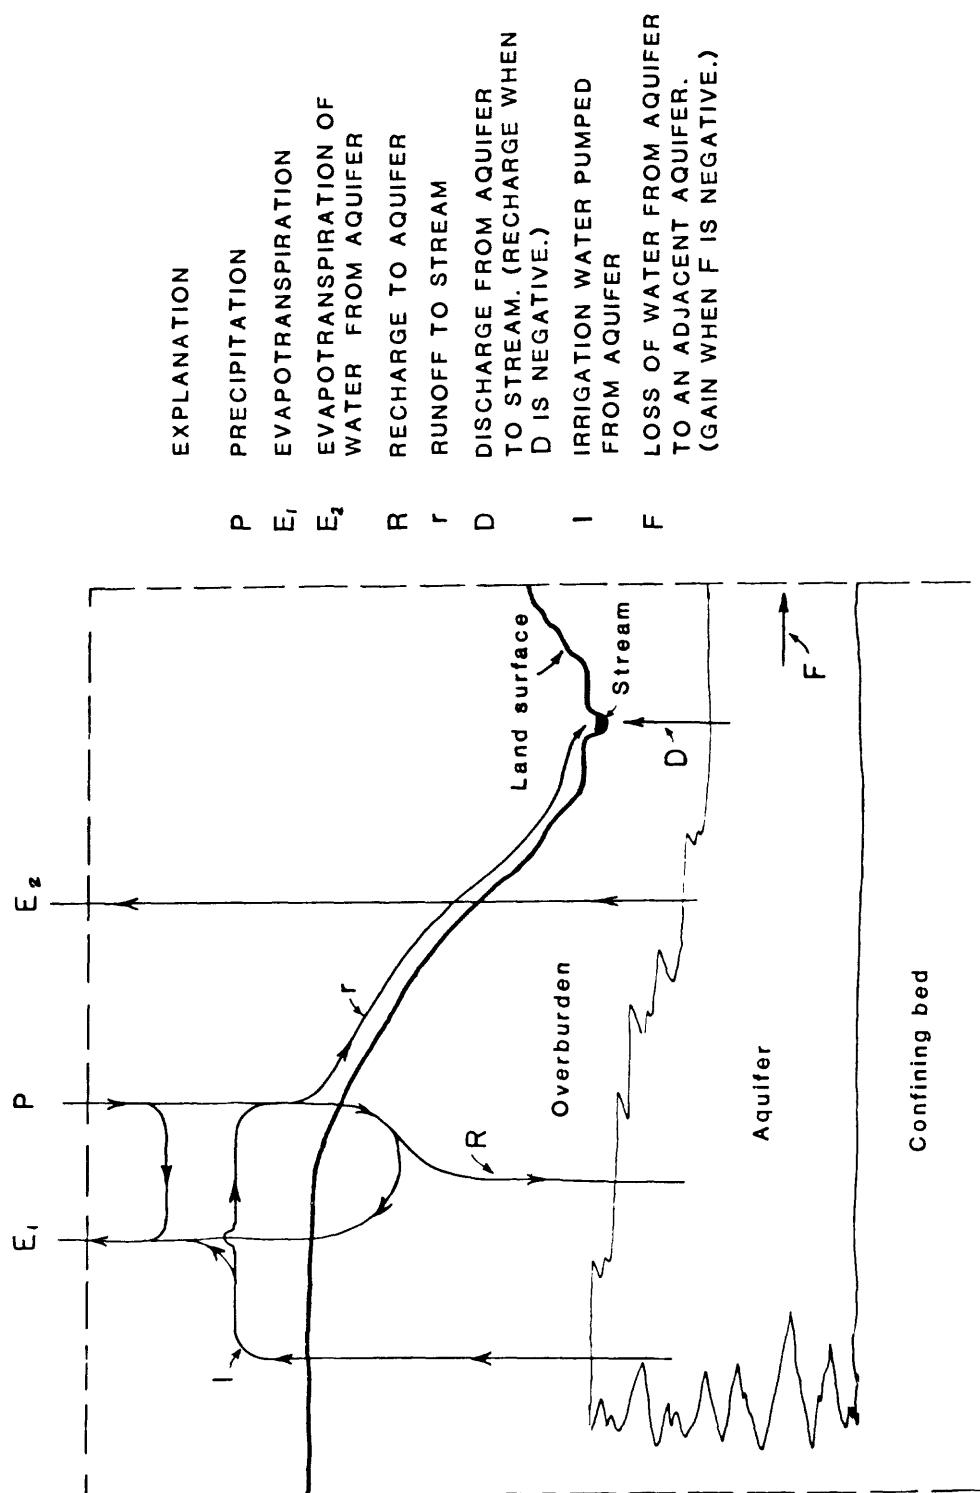 E₁
P
E₂
I
r
R
D
F
Land surface
Stream
Overburden
Aquifer
Confining bed
EXPLANATION
P PRECIPITATION
E₁ EVAPOTRANSPIRATION
E₂ EVAPOTRANSPIRATION OF
WATER FROM AQUIFER
R RECHARGE TO AQUIFER
r RUNOFF TO STREAM
D DISCHARGE FROM AQUIFER
TO STREAM. (RECHARGE WHEN
D IS NEGATIVE.)
I IRRIGATION WATER PUMPED
FROM AQUIFER
F LOSS OF WATER FROM AQUIFER
TO AN ADJACENT AQUIFER.
(GAIN WHEN F IS NEGATIVE.)